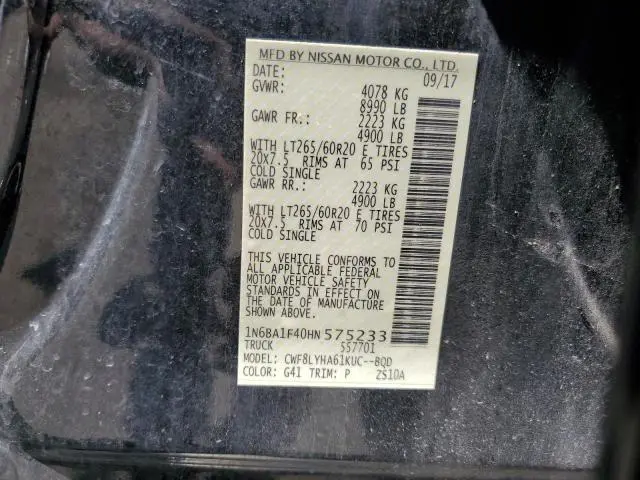 MFD BY NISSAN MOTOR CO., LTD.
DATE: 09/17
GVWR: 4078 KG
8990 LB
GAWR FR.: 2223 KG
4900 LB
WITH LT265/60R20 E TIRES
20X7.5 RIMS AT 65 PSI
COLD SINGLE
GAWR RR.: 2223 KG
4900 LB
WITH LT265/60R20 E TIRES
20X7.5 RIMS AT 70 PSI
COLD SINGLE
THIS VEHICLE CONFORMS TO
ALL APPLICABLE FEDERAL
MOTOR VEHICLE SAFETY
STANDARDS IN EFFECT ON
THE DATE OF MANUFACTURE
SHOWN ABOVE.
1N6BA1F40HN575233
TRUCK 557701
MODEL: CWF8LYHA61KUC--BQD
COLOR: G41 TRIM: P ZS10A